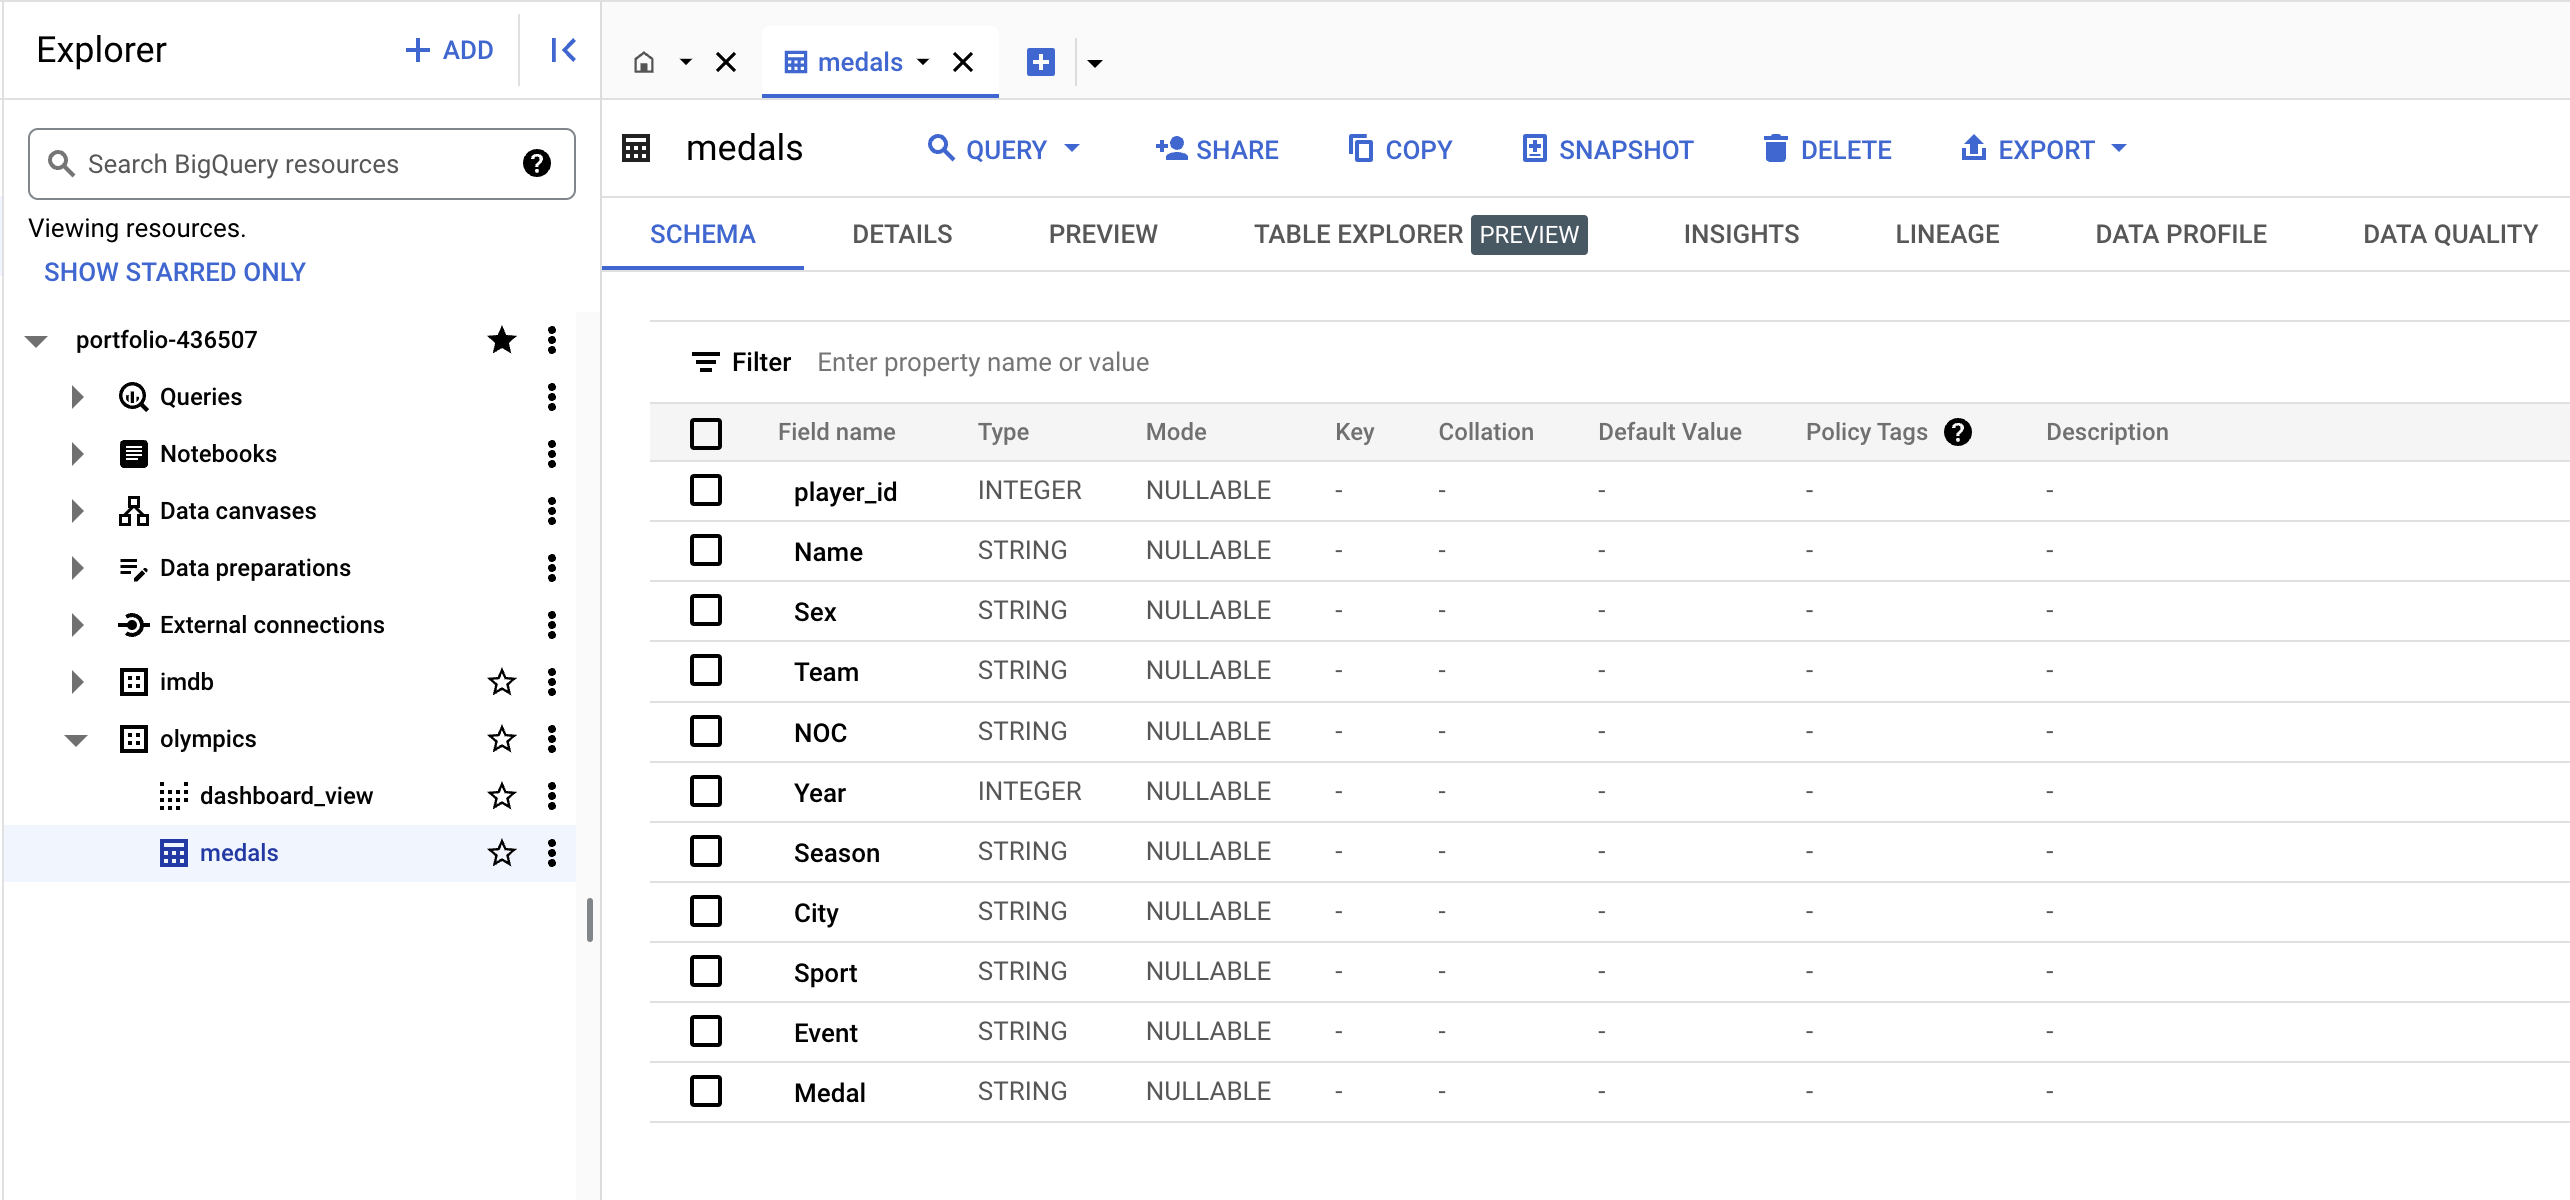 Explorer
ADD
Search BigQuery resources
Viewing resources.
SHOW STARRED ONLY
portfolio-436507
Queries
Notebooks
Data canvases
Data preparations
External connections
imdb
olympics
dashboard_view
medals
medals
medals
QUERY SHARE COPY SNAPSHOT DELETE EXPORT
SCHEMA DETAILS PREVIEW TABLE EXPLORER PREVIEW INSIGHTS LINEAGE DATA PROFILE DATA QUALITY
Filter Enter property name or value
Field name Type Mode Key Collation Default Value Policy Tags ? Description
player_id INTEGER NULLABLE - - - - -
Name STRING NULLABLE - - - - -
Sex STRING NULLABLE - - - - -
Team STRING NULLABLE - - - - -
NOC STRING NULLABLE - - - - -
Year INTEGER NULLABLE - - - - -
Season STRING NULLABLE - - - - -
City STRING NULLABLE - - - - -
Sport STRING NULLABLE - - - - -
Event STRING NULLABLE - - - - -
Medal STRING NULLABLE - - - - -